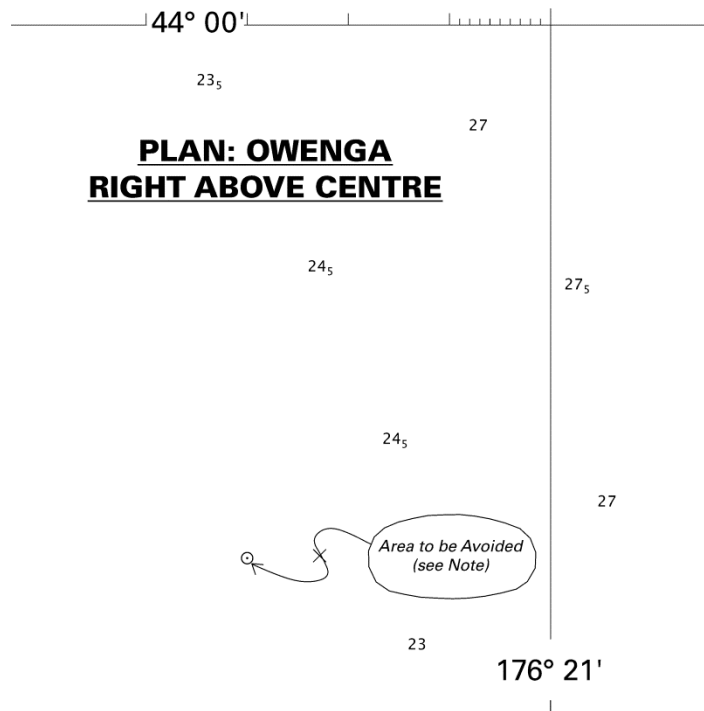 44° 00'
23₅
27
PLAN: OWENGA
RIGHT ABOVE CENTRE
24₅
27₅
24₅
27
Area to be Avoided
(see Note)
23
176° 21'